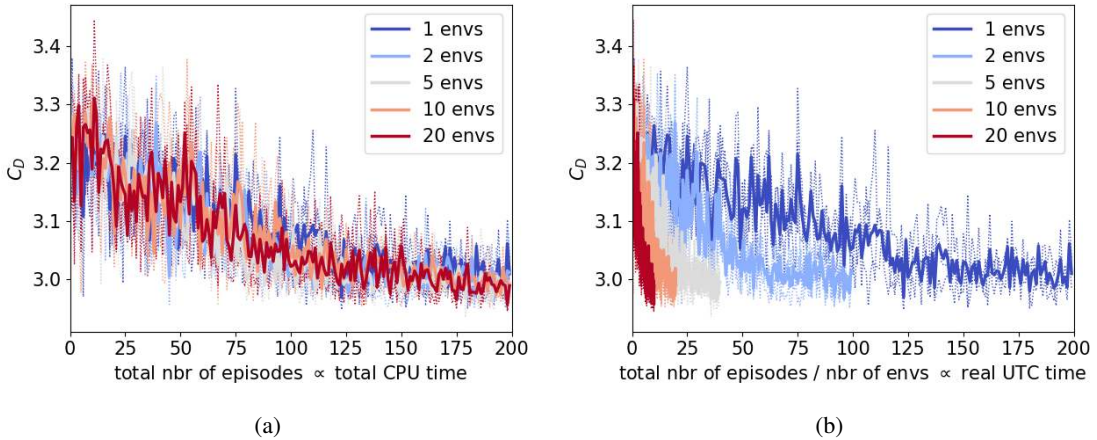 3.4
3.3
3.2
3.1
3.0
C_D
0 25 50 75 100 125 150 175 200
total nbr of episodes ∝ total CPU time
1 envs
2 envs
5 envs
10 envs
20 envs
(a)
3.4
3.3
3.2
3.1
3.0
C_D
0 25 50 75 100 125 150 175 200
total nbr of episodes / nbr of envs ∝ real UTC time
1 envs
2 envs
5 envs
10 envs
20 envs
(b)